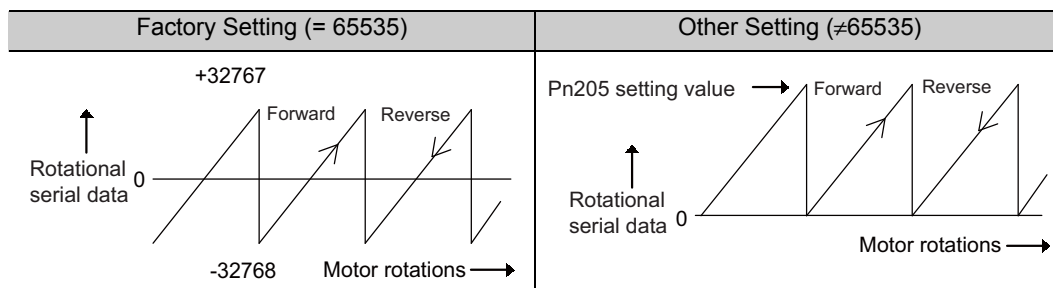 Factory Setting (= 65535)
Other Setting (≠65535)
+32767
Forward
Reverse
Rotational
serial data
0
-32768
Motor rotations
Pn205 setting value
Forward
Reverse
Rotational
serial data
0
Motor rotations